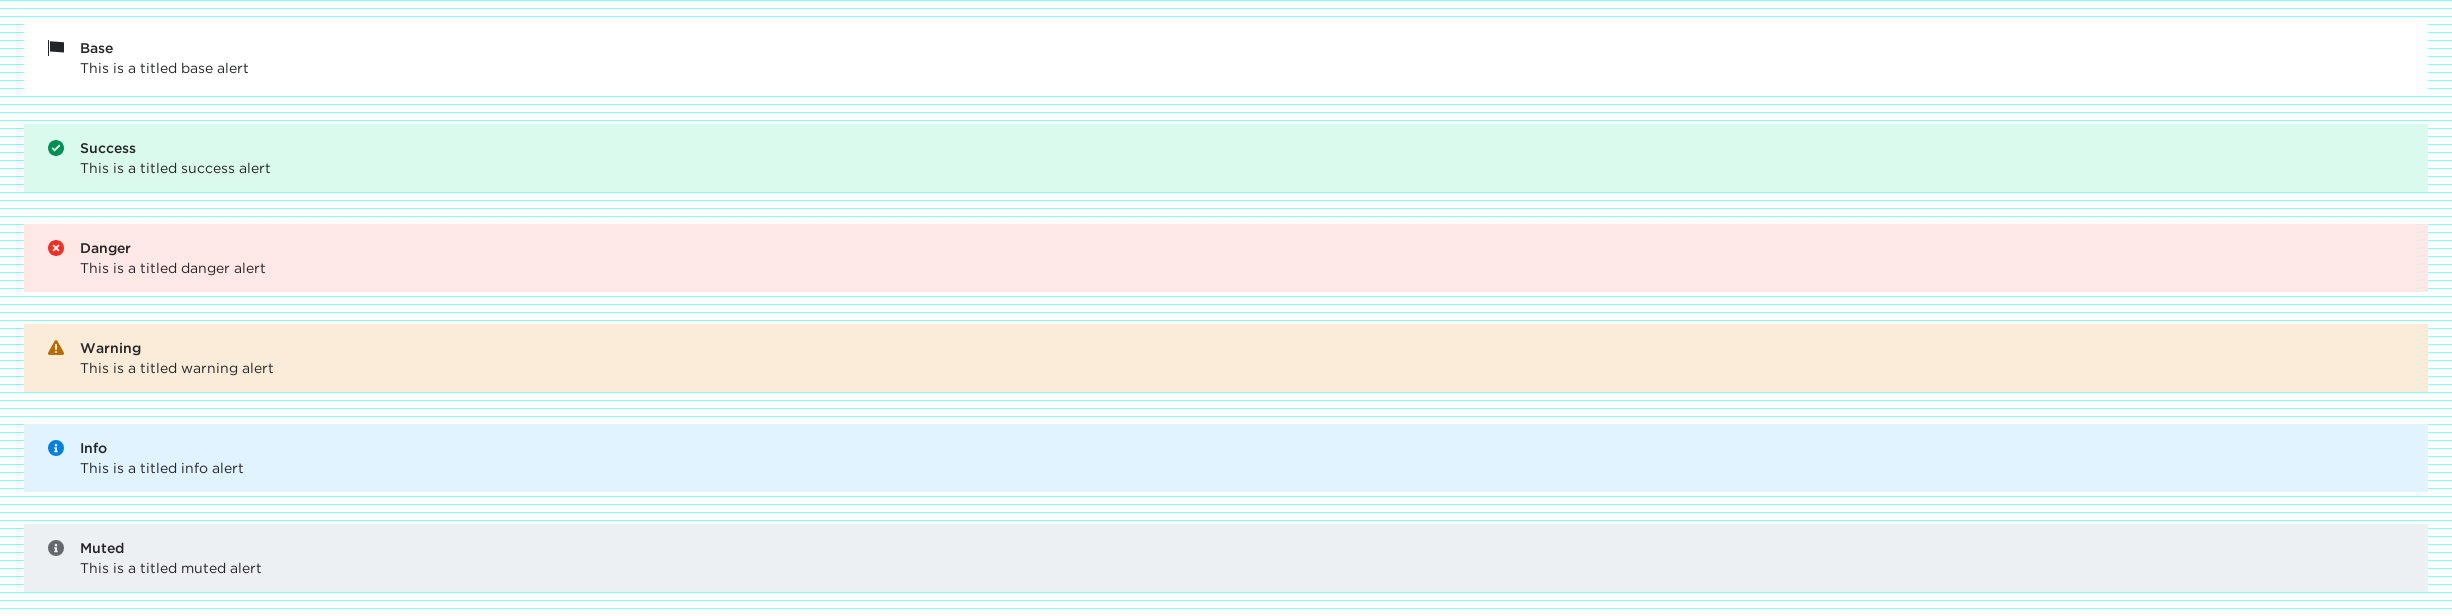 Base
This is a titled base alert
Success
This is a titled success alert
Danger
This is a titled danger alert
Warning
This is a titled warning alert
Info
This is a titled info alert
Muted
This is a titled muted alert